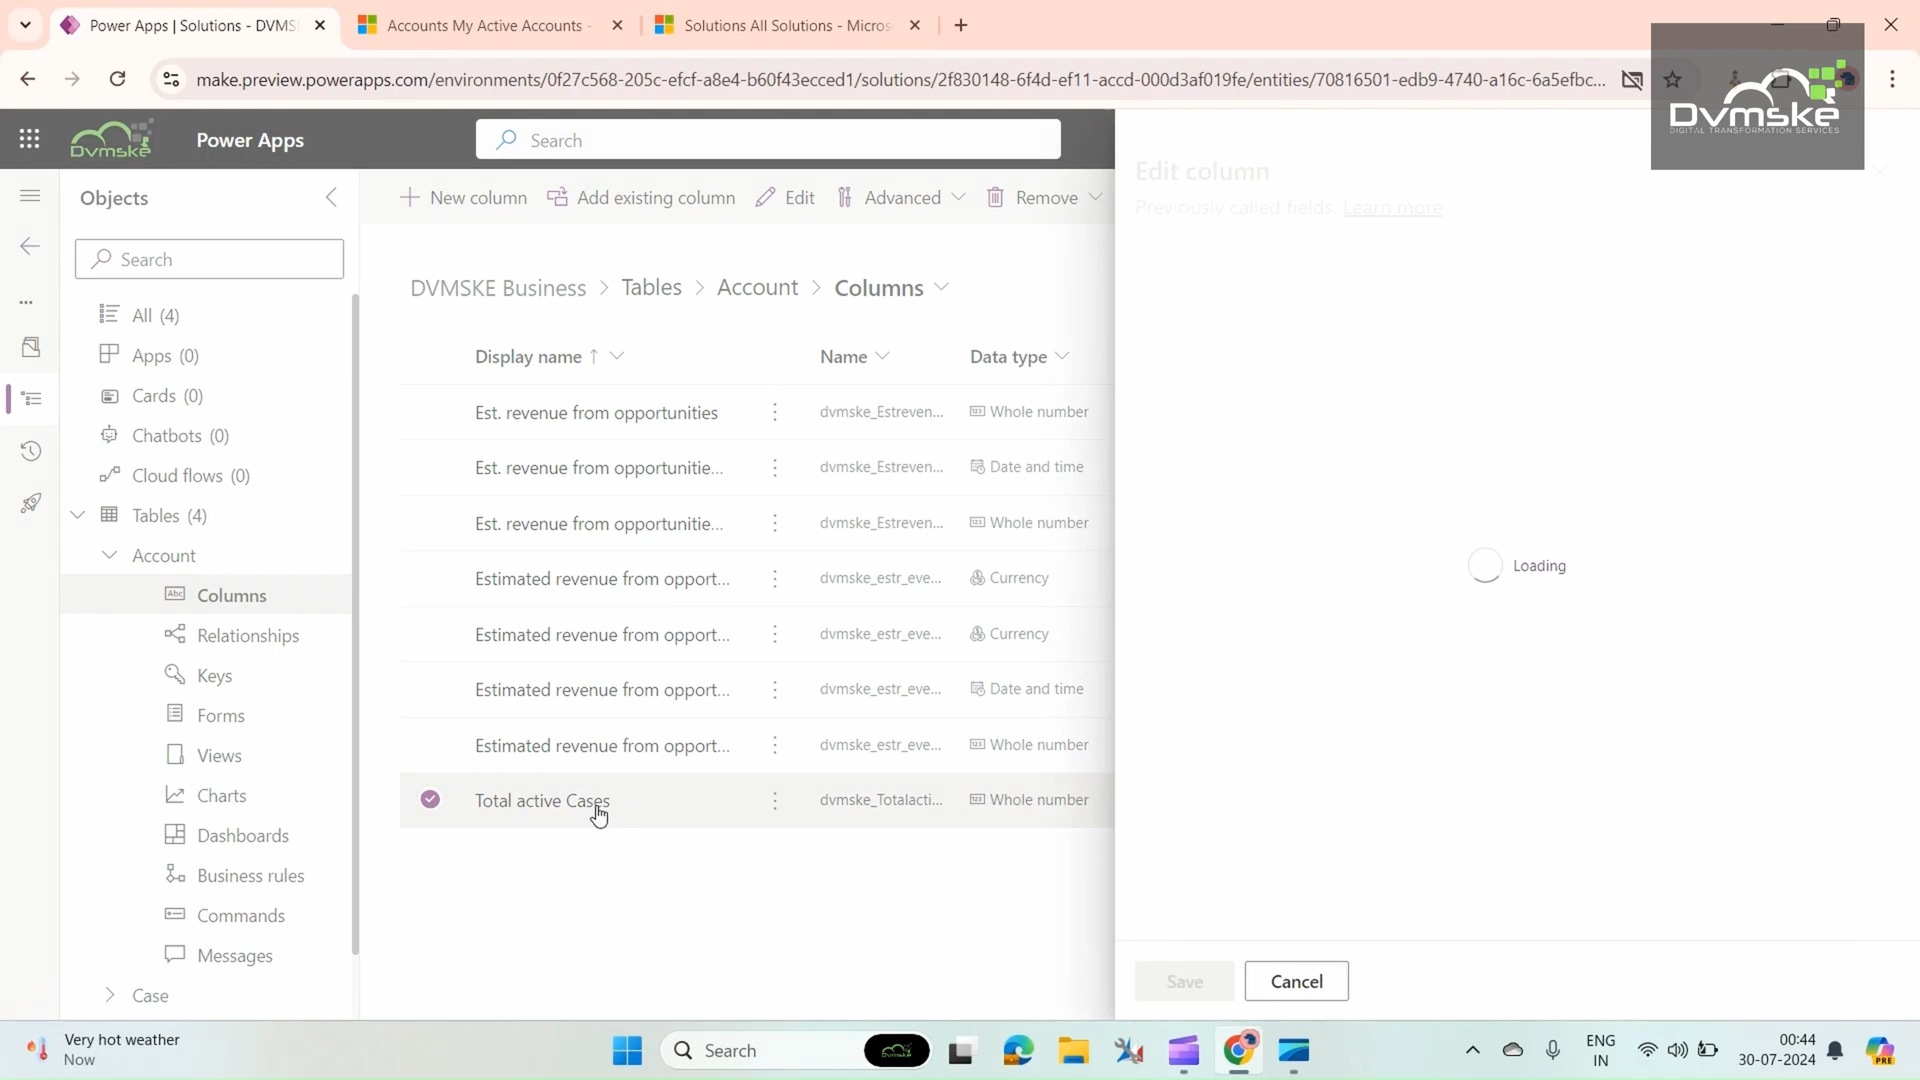 Power Apps | Solutions - DVMS
Accounts My Active Accounts -
Solutions All Solutions - Micros
make.preview.powerapps.com/environments/0f27c568-205c-efcf-a8e4-b60f43ecced1/solutions/2f830148-6f4d-ef11-accd-000d3af019fe/entities/70816501-edb9-4740-a16c-6a5efbc...
Dvmske
DIGITAL TRANSFORMATION SERVICES
Dvmske
Power Apps
Search
Objects
Search
All (4)
Apps (0)
Cards (0)
Chatbots (0)
Cloud flows (0)
Tables (4)
Account
Columns
Relationships
Keys
Forms
Views
Charts
Dashboards
Business rules
Commands
Messages
Case
New column Add existing column Edit Advanced Remove
DVMSKE Business > Tables > Account > Columns
Display name ↑ Name Data type
Est. revenue from opportunities dvmske_Estreven... Whole number
Est. revenue from opportunitie... dvmske_Estreven... Date and time
Est. revenue from opportunitie... dvmske_Estreven... Whole number
Estimated revenue from opport... dvmske_estr_eve... Currency
Estimated revenue from opport... dvmske_estr_eve... Currency
Estimated revenue from opport... dvmske_estr_eve... Date and time
Estimated revenue from opport... dvmske_estr_eve... Whole number
Total active Cases dvmske_Totalacti... Whole number
Edit column
Previously called fields. Learn more
Loading
Save Cancel
Very hot weather
Now
Search
ENG
IN
00:44
30-07-2024
PRE